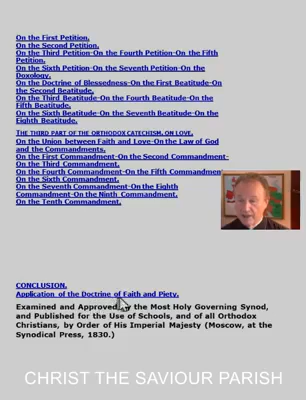 On the First Petition.
On the Second Petition.
On the Third Petition-On the Fourth Petition-On the Fifth
Petition.
On the Sixth Petition-On the Seventh Petition-On the
Doxology.
On the Doctrine of Blessedness-On the First Beatitude-On
the Second Beatitude.
On the Third Beatitude-On the Fourth Beatitude-On the
Fifth Beatitude.
On the Sixth Beatitude-On the Seventh Beatitude-On the
Eighth Beatitude.
THE THIRD PART OF THE ORTHODOX CATECHISM. ON LOVE.
On the Union between Faith and Love-On the Law of God
and the Commandments.
On the First Commandment-On the Second Commandment-
On the Third Commandment.
On the Fourth Commandment-On the Fifth Commandment
On the Sixth Commandment.
On the Seventh Commandment-On the Eighth
Commandment-On the Ninth Commandment.
On the Tenth Commandment.
CONCLUSION.
Application of the Doctrine of Faith and Piety.
Examined and Approved by the Most Holy Governing Synod,
and Published for the Use of Schools, and of all Orthodox
Christians, by Order of His Imperial Majesty (Moscow, at the
Synodical Press, 1830.)
CHRIST THE SAVIOUR PARISH